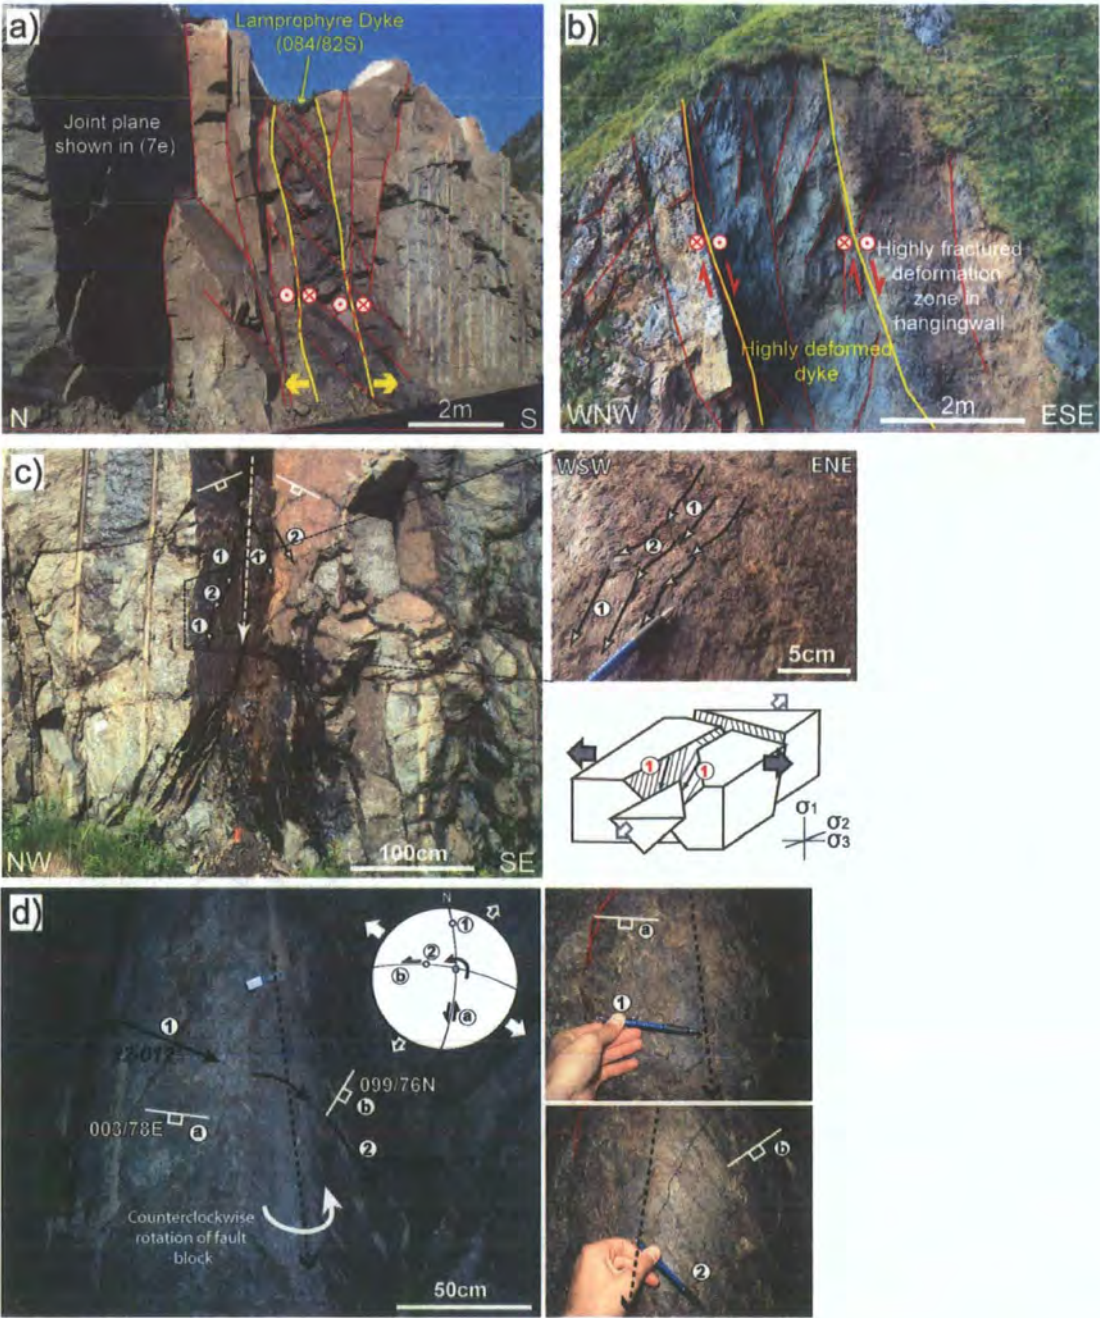 a)
Lamprophyre Dyke
(084/82S)
Joint plane
shown in (7e)
N
2m
S
b)
Highly fractured
deformation
zone in
hangingwall
Highly deformed
dyke
WNW
2m
ESE
c)
2
1
1
2
1
NW
100cm
SE
WSW
ENE
1
2
1
5cm
1
1
σ1
σ2
σ3
d)
N
1
2
b
a
1
099/76N
b
003/78E
a
2
Counterclockwise
rotation of fault
block
50cm
a
1
b
2